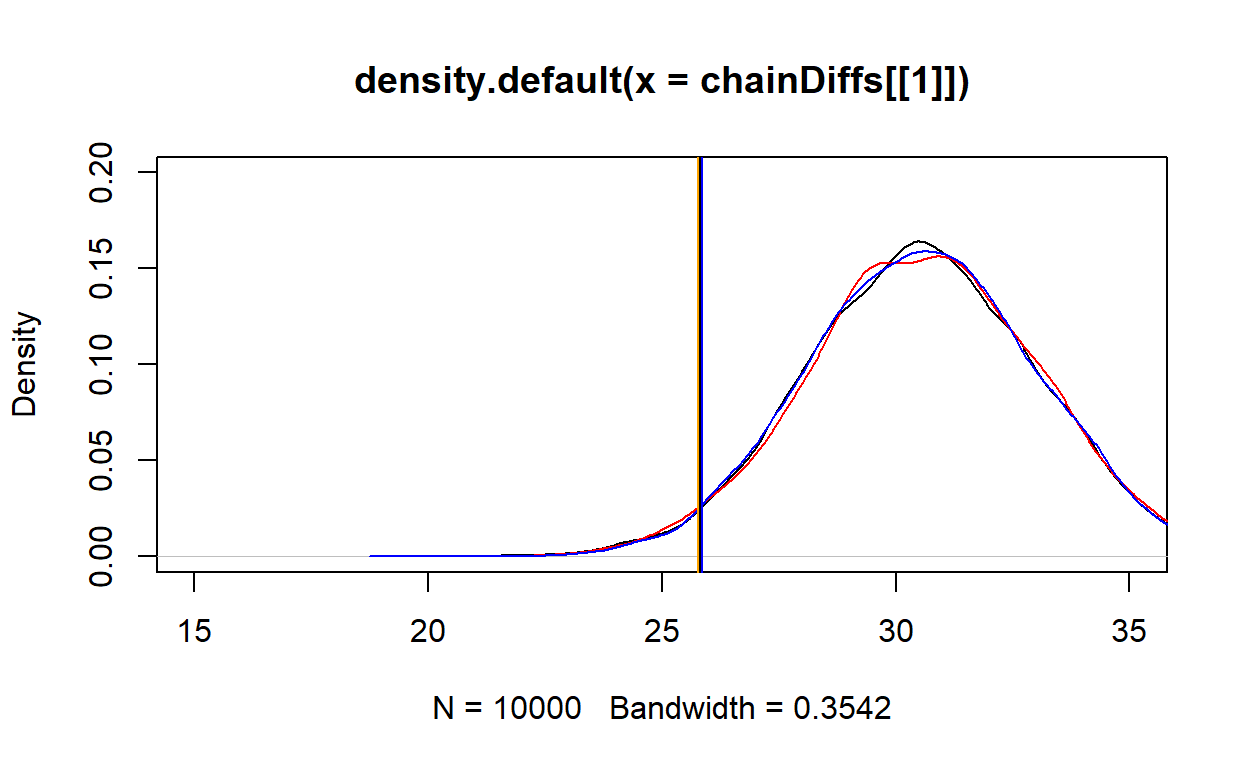 density.default(x = chainDiffs[[1]])
Density
0.20
0.15
0.10
0.05
0.00
15 20 25 30 35
N = 10000 Bandwidth = 0.3542